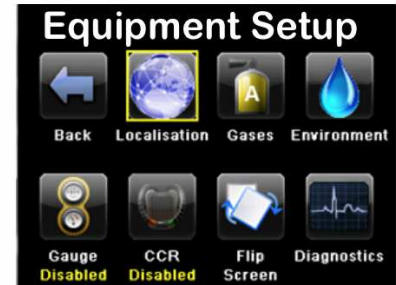 Equipment Setup
A
Back Localisation Gases Environment
Gauge CCR Flip Diagnostics
Disabled Disabled Screen